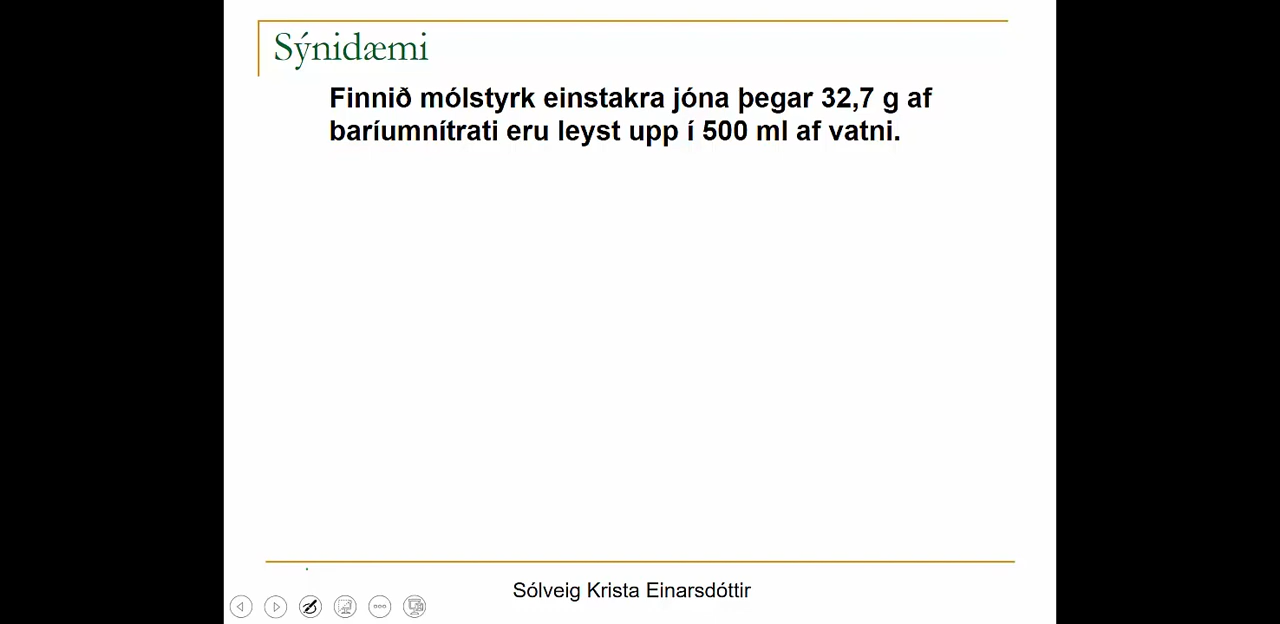 Sýnidæmi
Finnið mólstyrk einstakra jóna þegar 32,7 g af
baríumnítrati eru leyst upp í 500 ml af vatni.
Sólveig Krista Einarsdóttir